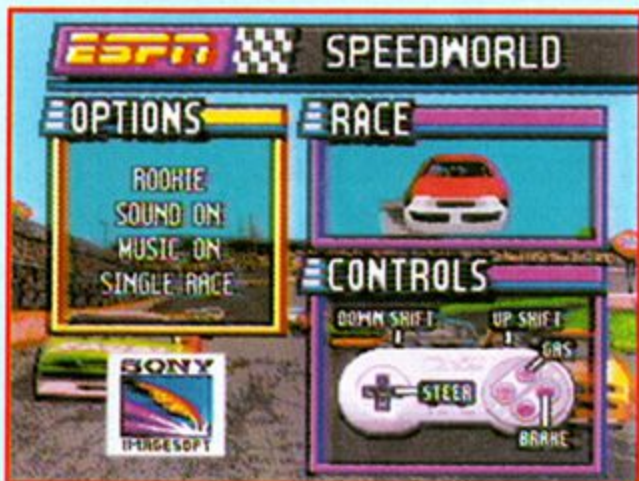 ESPN SPEEDWORLD
OPTIONS
ROOKIE
SOUND ON
MUSIC ON
SINGLE RACE
RACE
CONTROLS
DOWN SHIFT UP SHIFT
GAS
STEER
BRAKE
SONY
IMAGESOFT